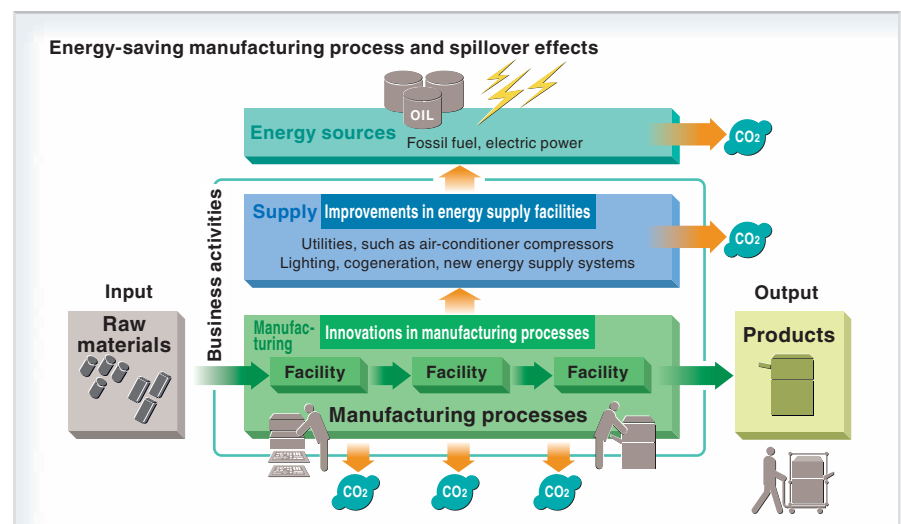 Energy-saving manufacturing process and spillover effects
OIL
Energy sources
Fossil fuel, electric power
CO2
Business activities
Supply
Improvements in energy supply facilities
Utilities, such as air-conditioner compressors
Lighting, cogeneration, new energy supply systems
CO2
Input
Raw
materials
Manufac-
turing
Innovations in manufacturing processes
Facility
Facility
Facility
Manufacturing processes
Output
Products
CO2
CO2
CO2